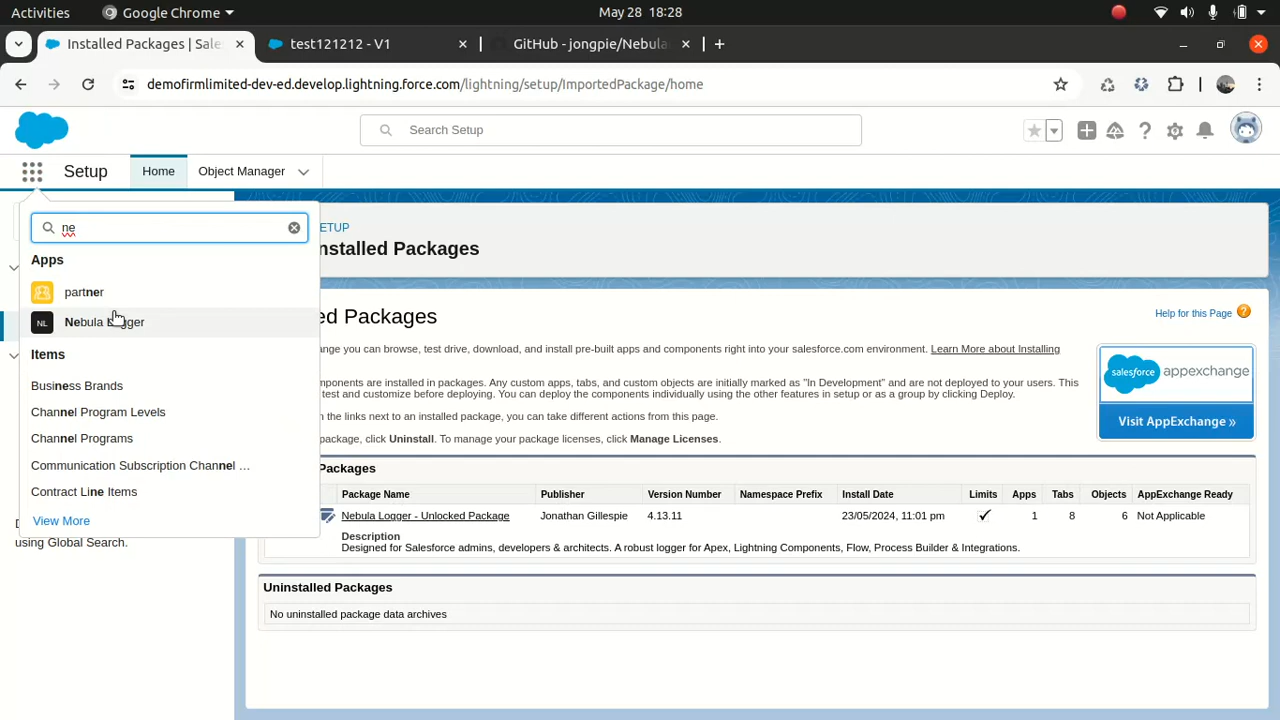 Activities
Google Chrome
May 28 18:28
Installed Packages | Sales
test121212 - V1
GitHub - jongpie/Nebula
demofirmlimited-dev-ed.develop.lightning.force.com/lightning/setup/ImportedPackage/home
Search Setup
Setup
Home
Object Manager
ne
SETUP
Installed Packages
Apps
partner
NL
Nebula Logger
ed Packages
Help for this Page
ange you can browse, test drive, download, and install pre-built apps and components right into your salesforce.com environment. Learn More about Installing
Items
salesforce appexchange
Business Brands
mponents are installed in packages. Any custom apps, tabs, and custom objects are initially marked as "In Development" and are not deployed to your users. This
test and customize before deploying. You can deploy the components individually using the other features in setup or as a group by clicking Deploy.
Channel Program Levels
n the links next to an installed package, you can take different actions from this page.
Visit AppExchange »
Channel Programs
package, click Uninstall. To manage your package licenses, click Manage Licenses.
Communication Subscription Channel …
Packages
Contract Line Items
Package Name Publisher Version Number Namespace Prefix Install Date Limits Apps Tabs Objects AppExchange Ready
View More
Nebula Logger - Unlocked Package Jonathan Gillespie 4.13.11 23/05/2024, 11:01 pm 1 8 6 Not Applicable
Description
using Global Search.
Designed for Salesforce admins, developers & architects. A robust logger for Apex, Lightning Components, Flow, Process Builder & Integrations.
Uninstalled Packages
No uninstalled package data archives